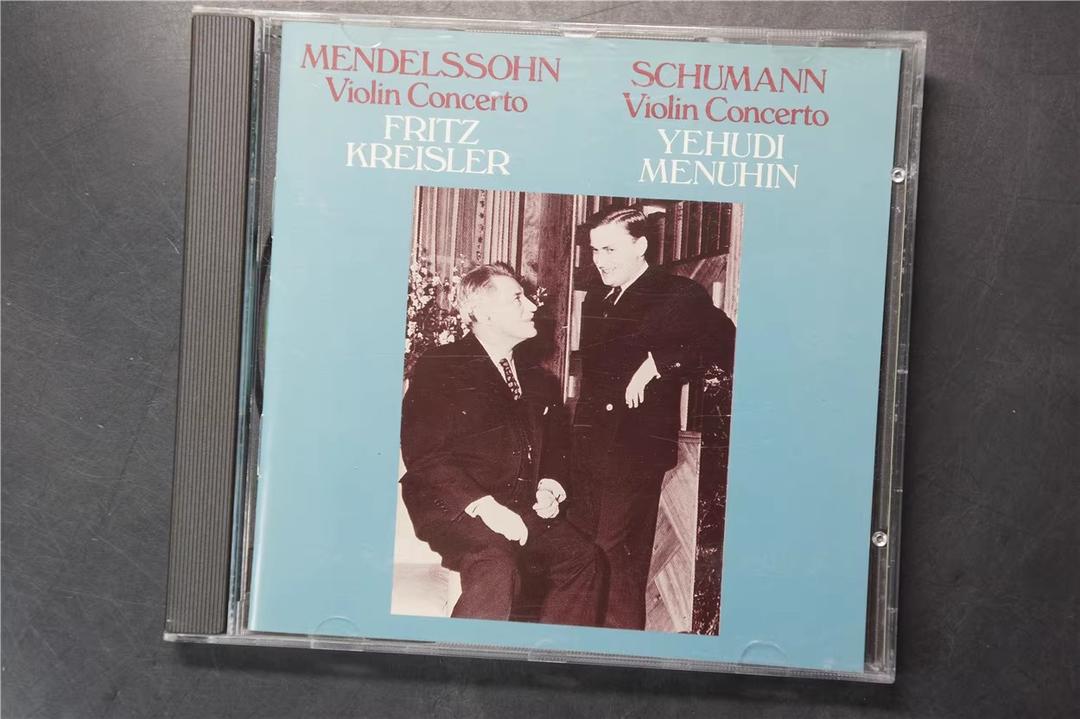 MENDELSSOHN
Violin Concerto
FRITZ
KREISLER
SCHUMANN
Violin Concerto
YEHUDI
MENUHIN